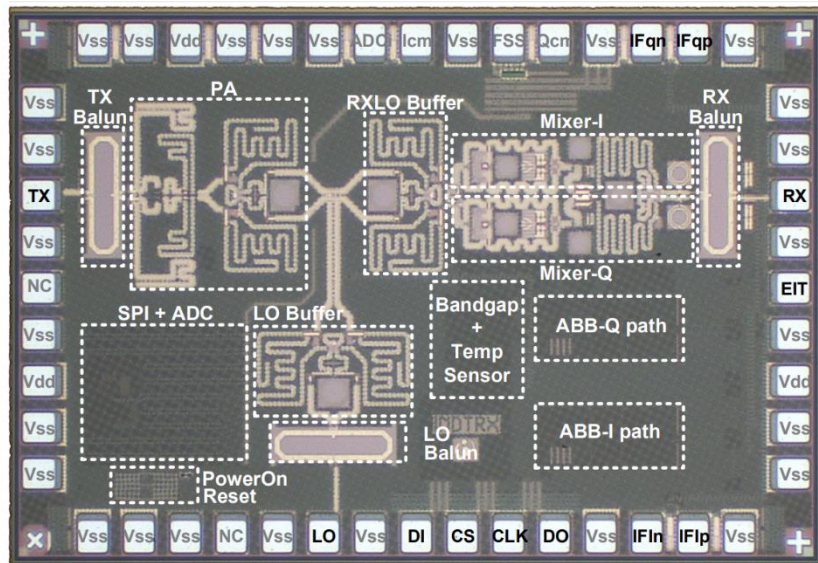 Vss Vss Vdd Vss Vss Vss ADC Icm Vss FSS Qcm Vss IFqn IFqp Vss
TX
Balun
PA
RXLO Buffer
Mixer-I
RX
Balun
Vss
Vss
TX
Vss
NC
Vss
Vdd
Vss
Vss
Vss
Vss
RX
Vss
EIT
Vss
Vdd
Vss
Vss
Mixer-Q
SPI + ADC
LO Buffer
Bandgap
+
Temp
Sensor
ABB-Q path
ABB-I path
NDTRX
LO
Balun
PowerOn
Reset
Vss Vss Vss NC Vss LO Vss DI CS CLK DO Vss IFIn IFIp Vss